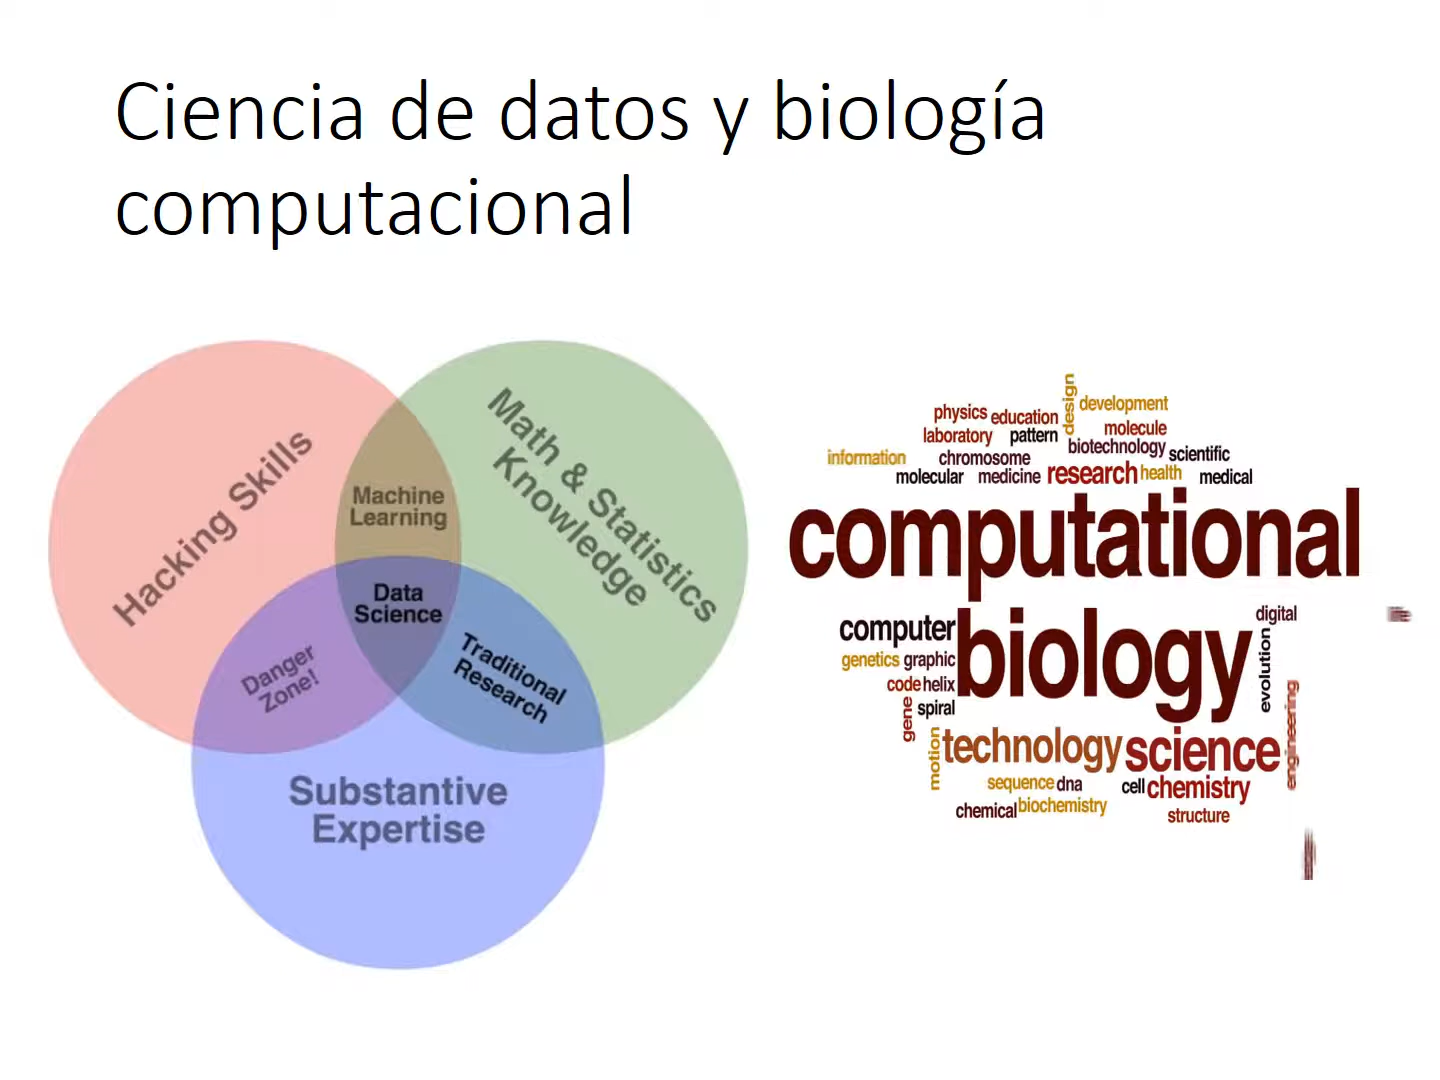 Ciencia de datos y biología
computacional
Hacking Skills
Math & Statistics
Knowledge
Machine
Learning
Data
Science
Danger
Zone!
Traditional
Research
Substantive
Expertise
design
physics education development
laboratory pattern molecule
information chromosome biotechnology scientific
molecular medicine research health medical
computational
computer biology digital
genetics graphic evolution
code helix
gene spiral engineering
motion technology science
sequence dna cell chemistry
chemical biochemistry structure